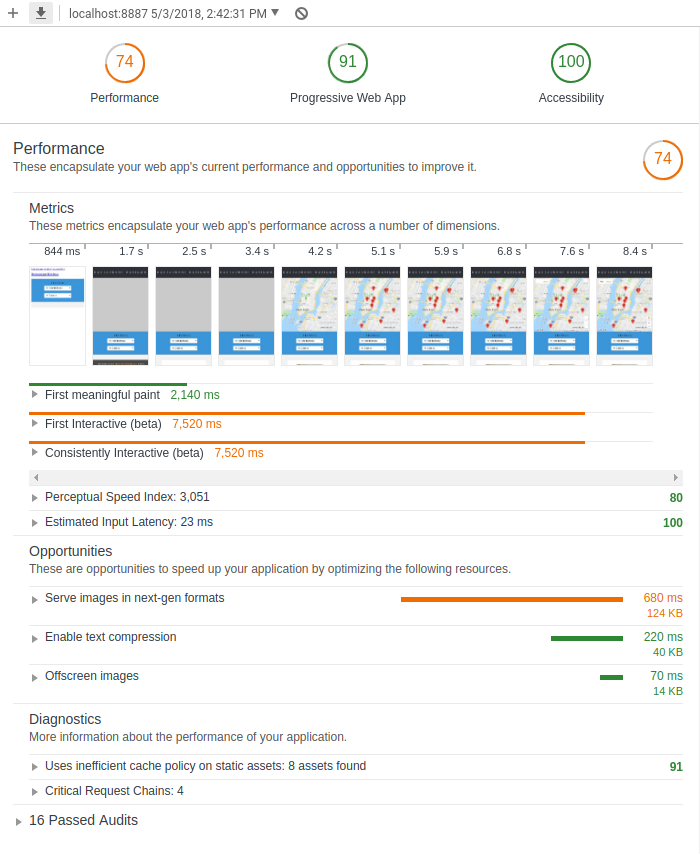 localhost:8887 5/3/2018, 2:42:31 PM
74 91 100
Performance Progressive Web App Accessibility
Performance
These encapsulate your web app's current performance and opportunities to improve it.
74
Metrics
These metrics encapsulate your web app's performance across a number of dimensions.
844 ms 1.7 s 2.5 s 3.4 s 4.2 s 5.1 s 5.9 s 6.8 s 7.6 s 8.4 s
First meaningful paint 2,140 ms
First Interactive (beta) 7,520 ms
Consistently Interactive (beta) 7,520 ms
Perceptual Speed Index: 3,051 80
Estimated Input Latency: 23 ms 100
Opportunities
These are opportunities to speed up your application by optimizing the following resources.
Serve images in next-gen formats 680 ms
124 KB
Enable text compression 220 ms
40 KB
Offscreen images 70 ms
14 KB
Diagnostics
More information about the performance of your application.
Uses inefficient cache policy on static assets: 8 assets found 91
Critical Request Chains: 4
16 Passed Audits